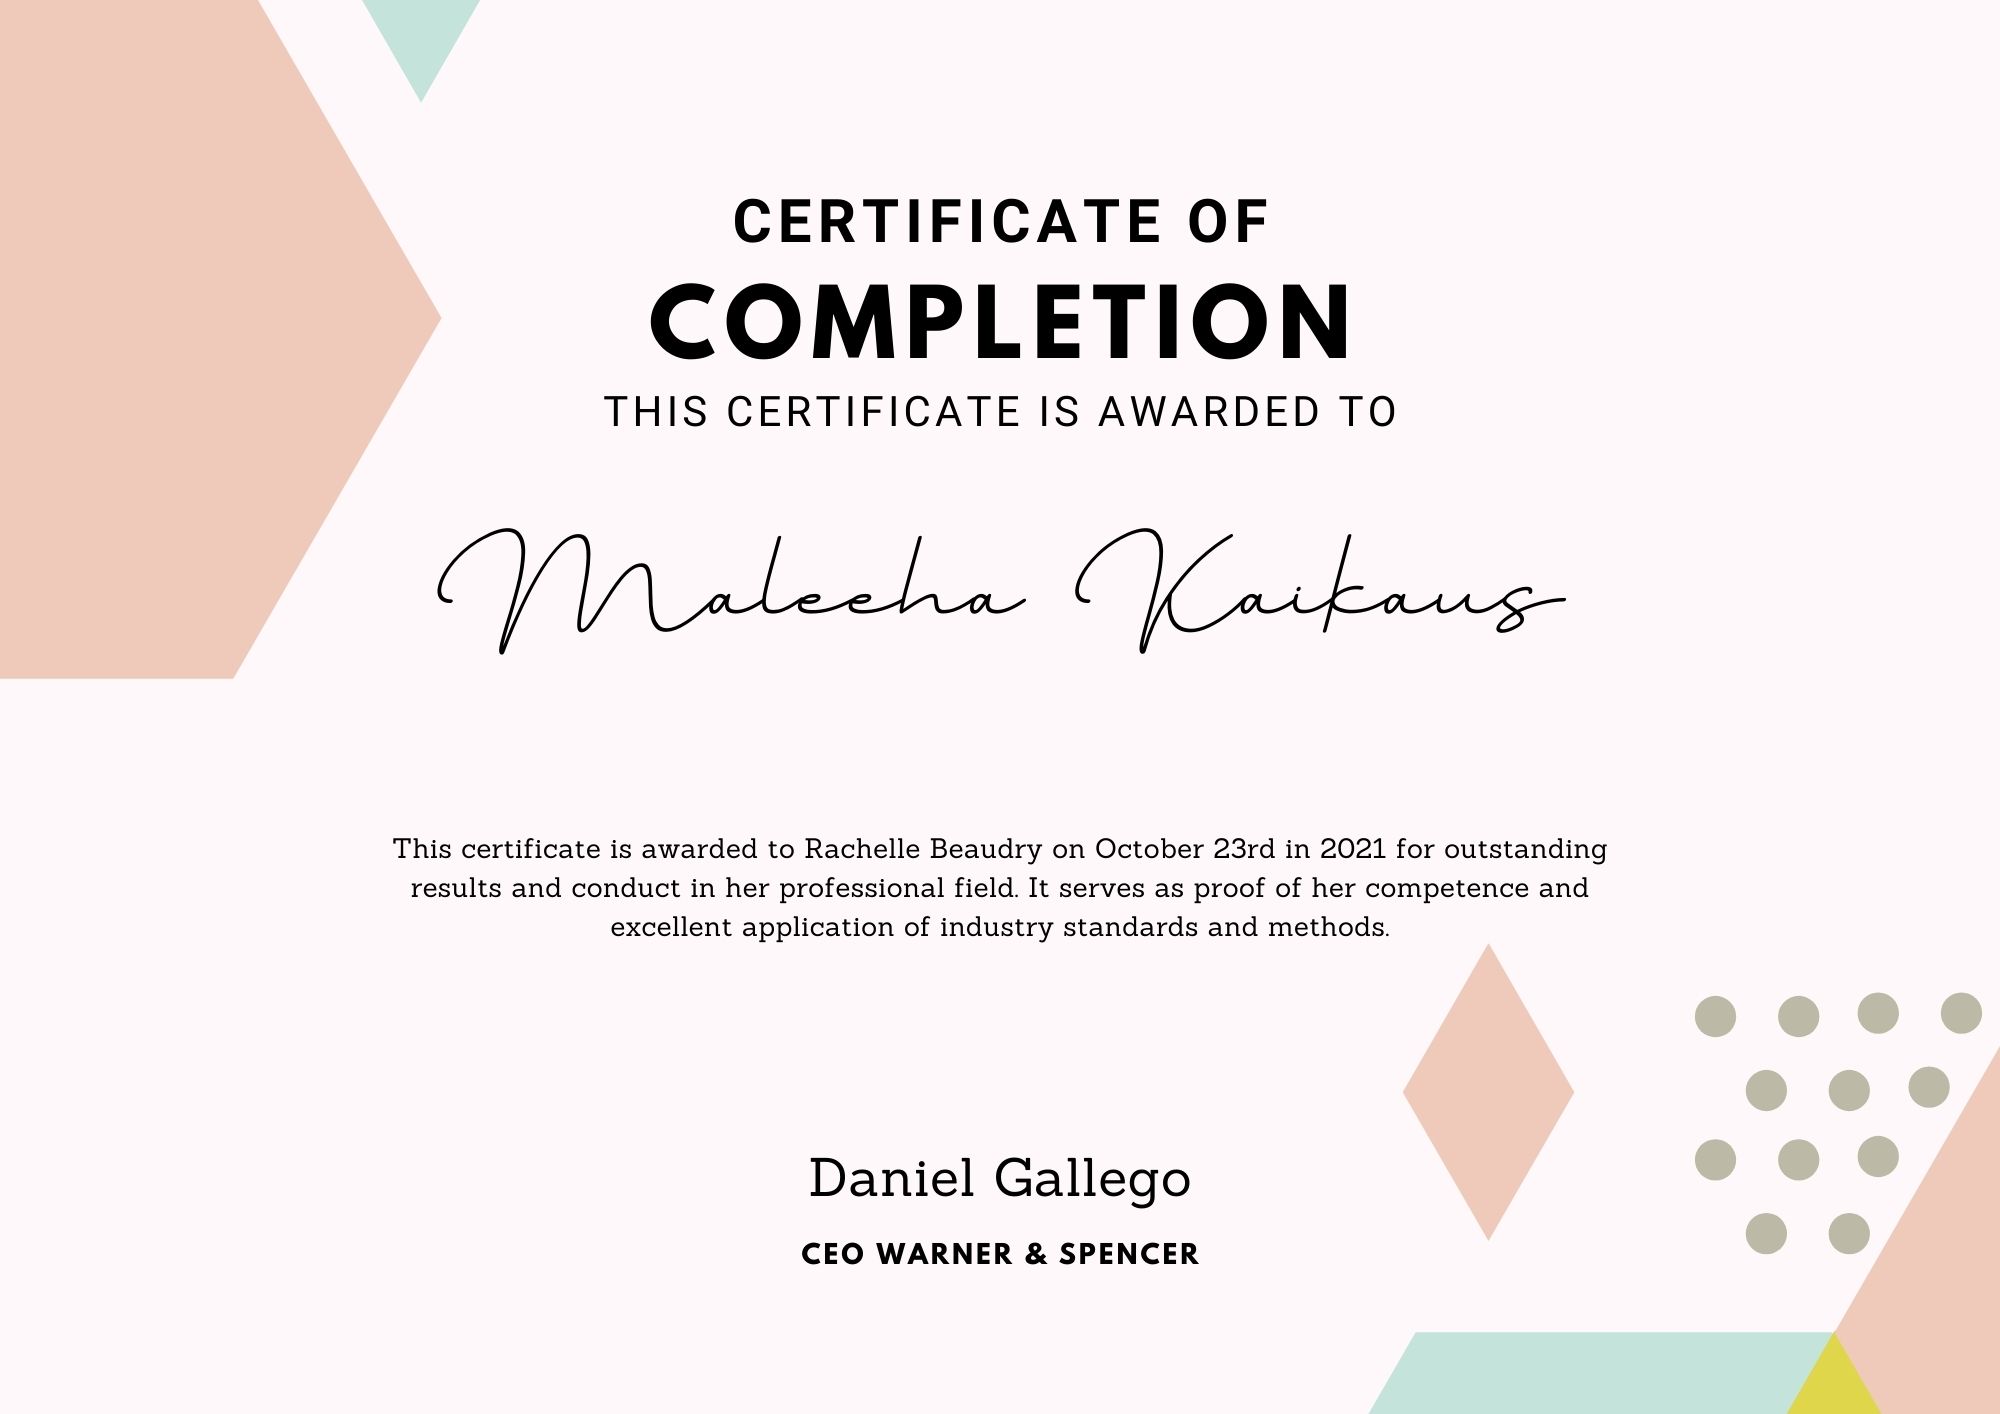 CERTIFICATE OF
COMPLETION
THIS CERTIFICATE IS AWARDED TO
Maleeha Kaikaus
This certificate is awarded to Rachelle Beaudry on October 23rd in 2021 for outstanding
results and conduct in her professional field. It serves as proof of her competence and
excellent application of industry standards and methods.
Daniel Gallego
CEO WARNER & SPENCER